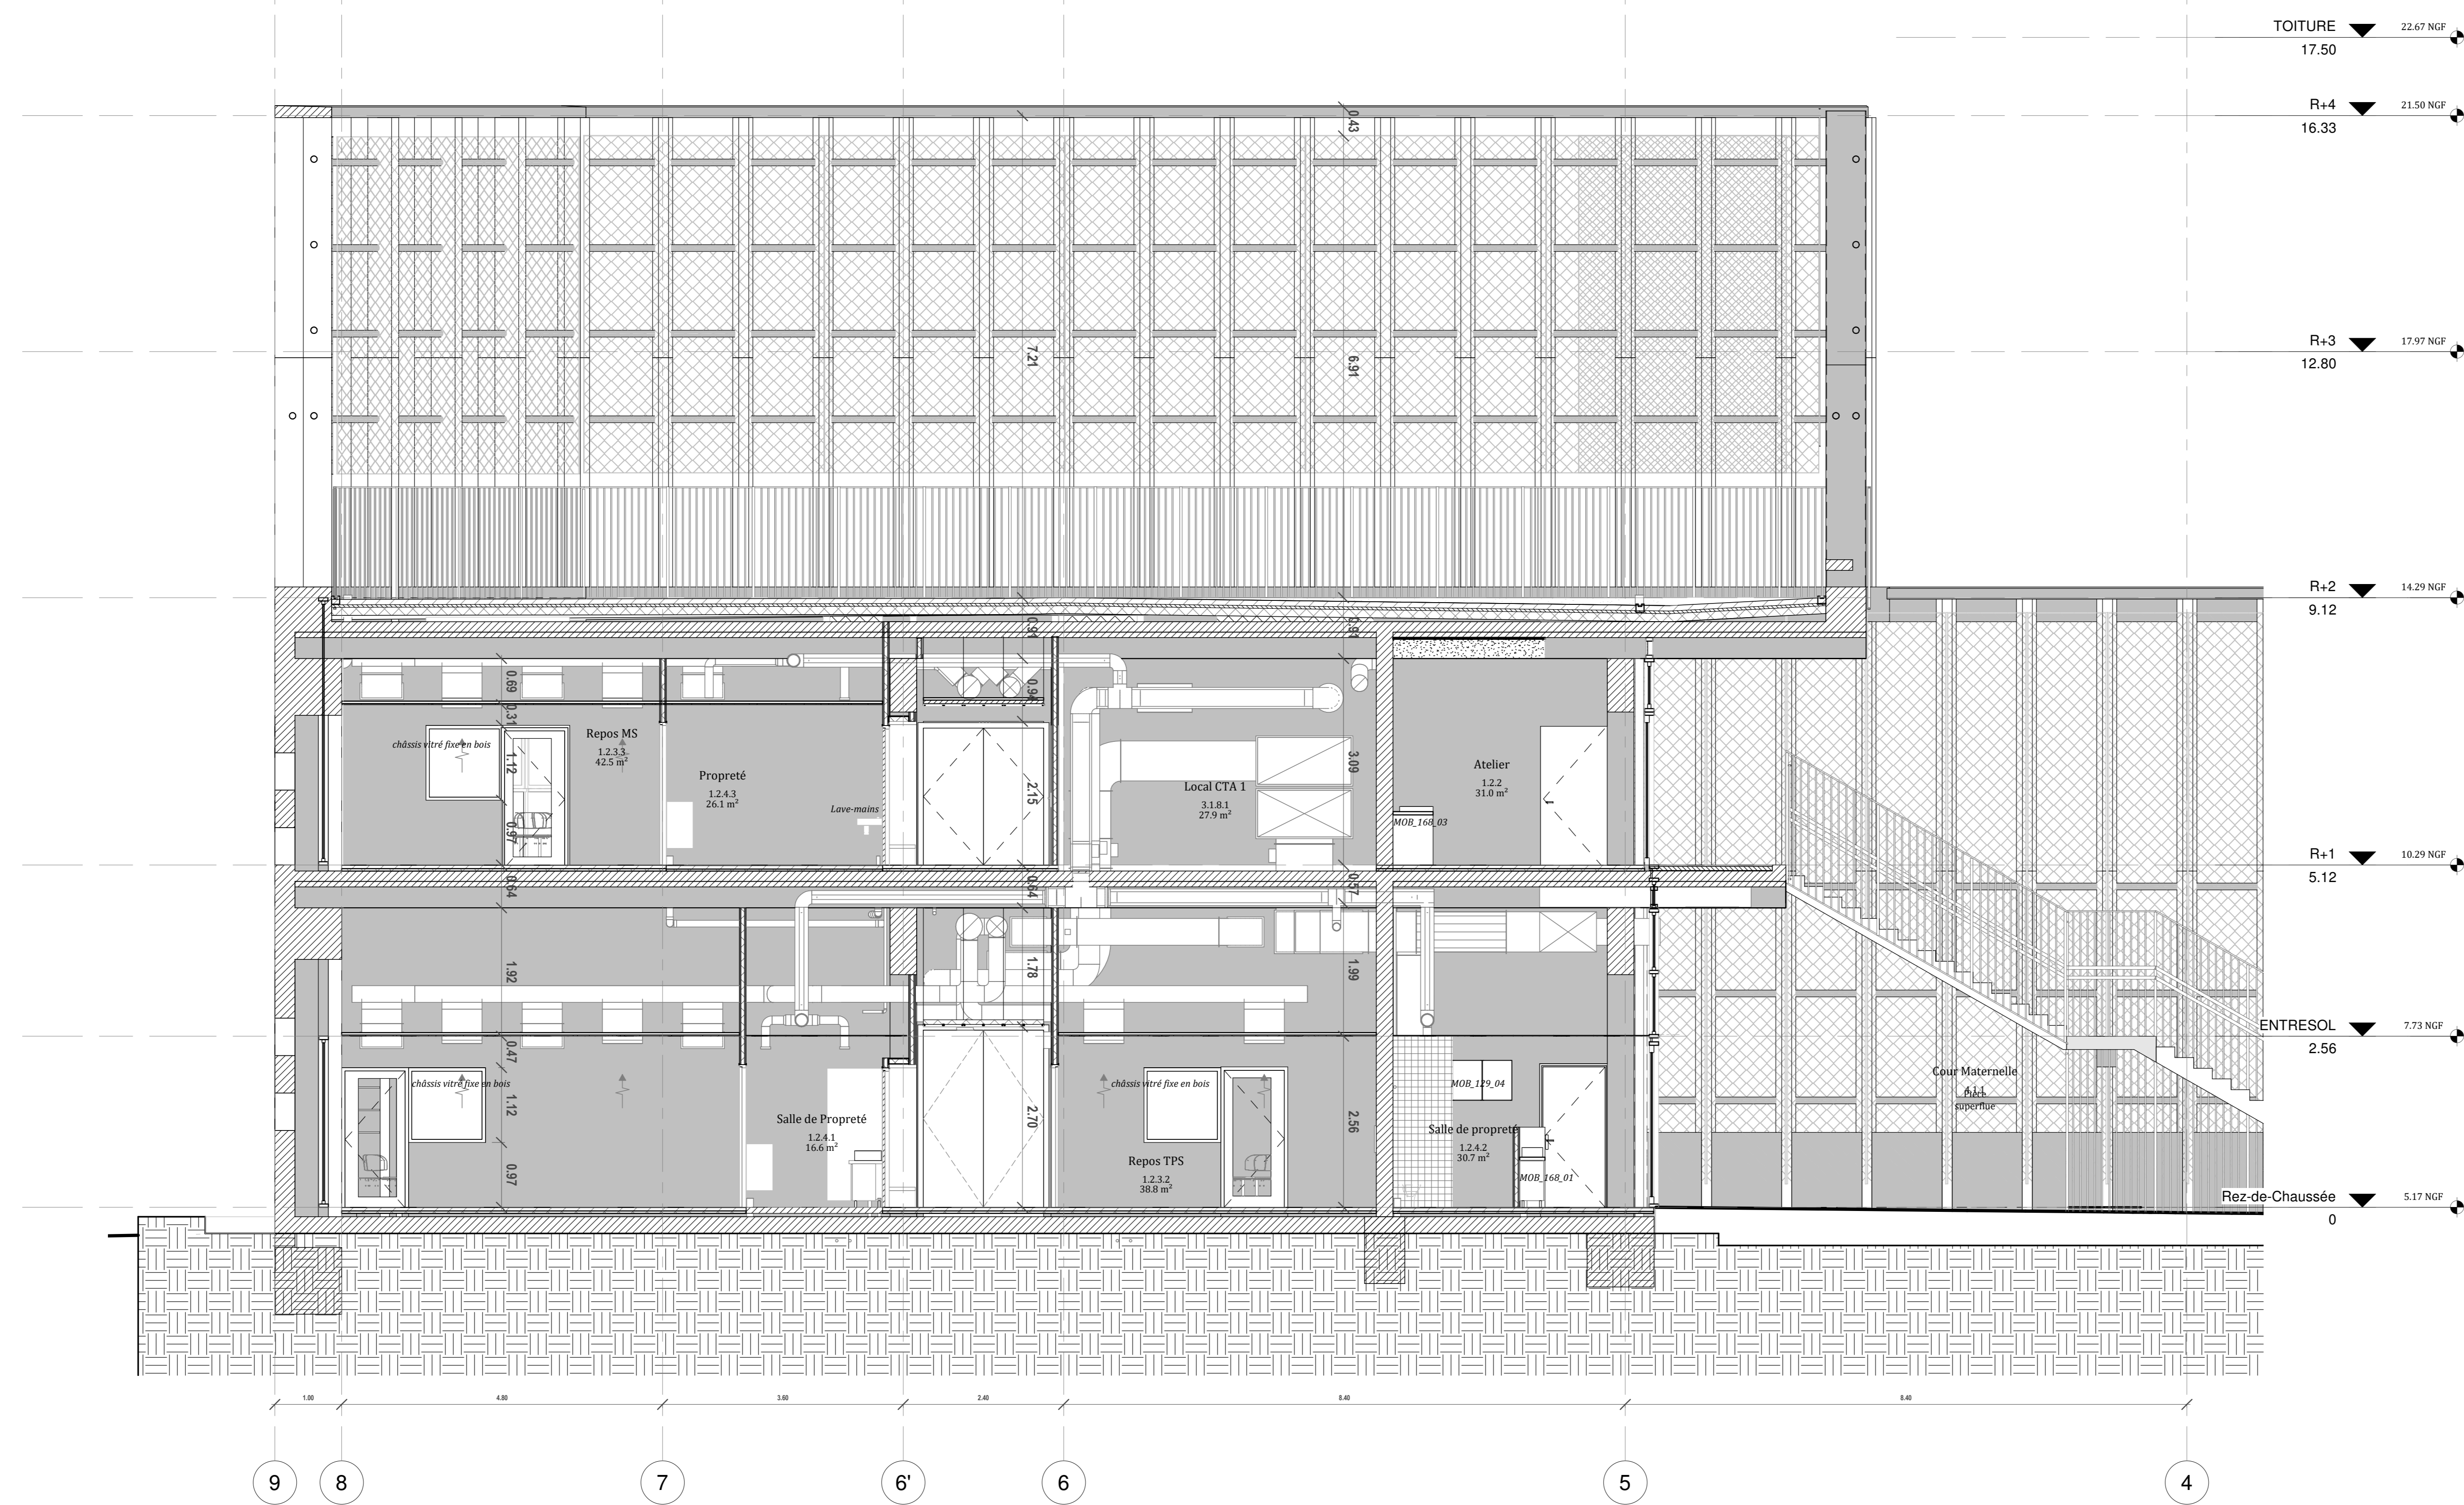 TOITURE
22.67 NGF
17.50
R+4
21.50 NGF
16.33
0.43
R+3
17.97 NGF
12.80
7.21
6.91
R+2
14.29 NGF
9.12
0.91
0.91
0.69
0.94
0.31
châssis vitré fixe en bois
Repos MS
1.2.3.3
42.5 m²
1.12
Propreté
1.2.4.3
26.1 m²
Lave-mains
2.15
3.09
Local CTA 1
3.1.8.1
27.9 m²
Atelier
1.2.2
31.0 m²
MOB_168_03
0.97
R+1
10.29 NGF
5.12
0.64
0.64
0.57
1.92
1.78
1.99
ENTRESOL
7.73 NGF
2.56
0.47
châssis vitré fixe en bois
châssis vitré fixe en bois
MOB_129_04
1.12
Salle de Propreté
1.2.4.1
16.6 m²
2.70
2.56
Salle de propreté
1.2.4.2
30.7 m²
Cour Maternelle
4.1.1
superflue
Repos TPS
1.2.3.2
38.8 m²
0.97
MOB_168_01
Rez-de-Chaussée
5.17 NGF
0
1.00
4.80
3.60
2.40
8.40
8.40
9
8
7
6'
6
5
4